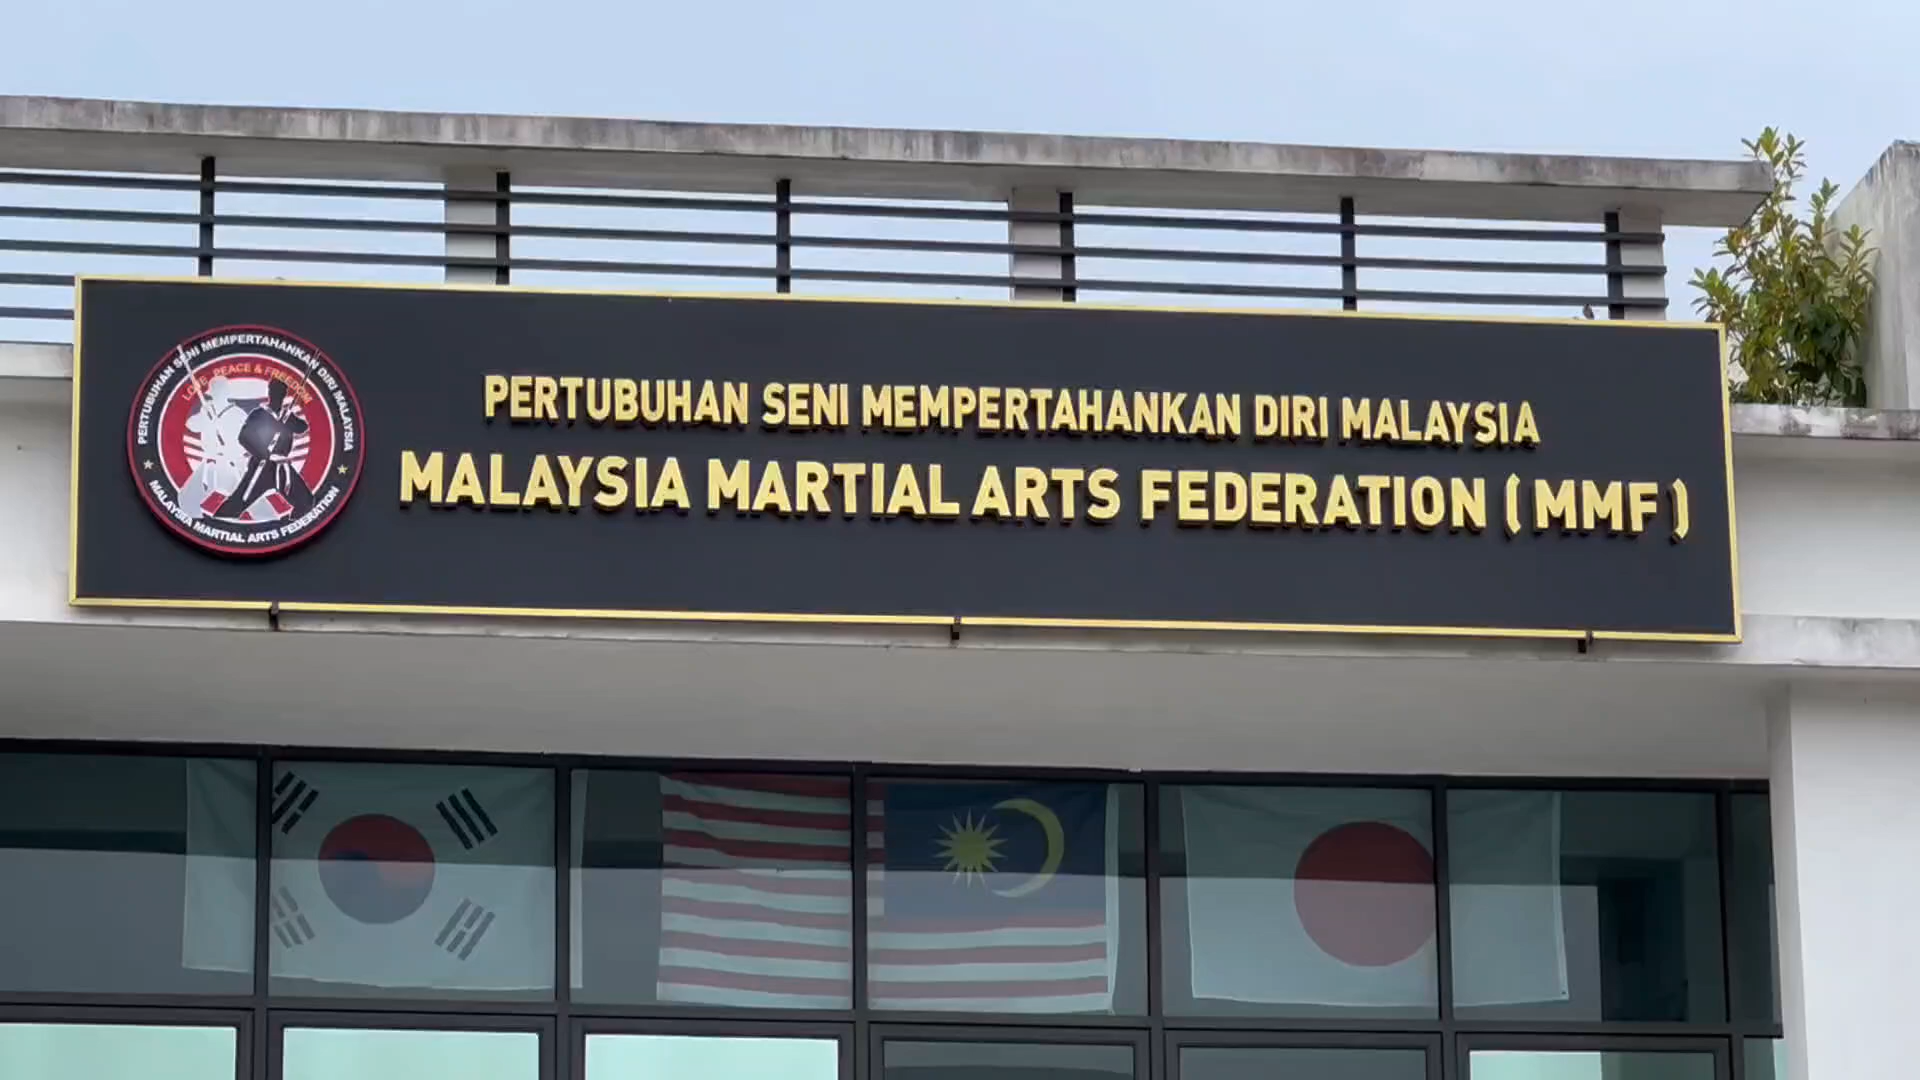 PERTUBUHAN SENI MEMPERTAHANKAN DIRI MALAYSIA
LOVE, PEACE & FREEDOM
MALAYSIA MARTIAL ARTS FEDERATION
PERTUBUHAN SENI MEMPERTAHANKAN DIRI MALAYSIA
MALAYSIA MARTIAL ARTS FEDERATION (MMF)